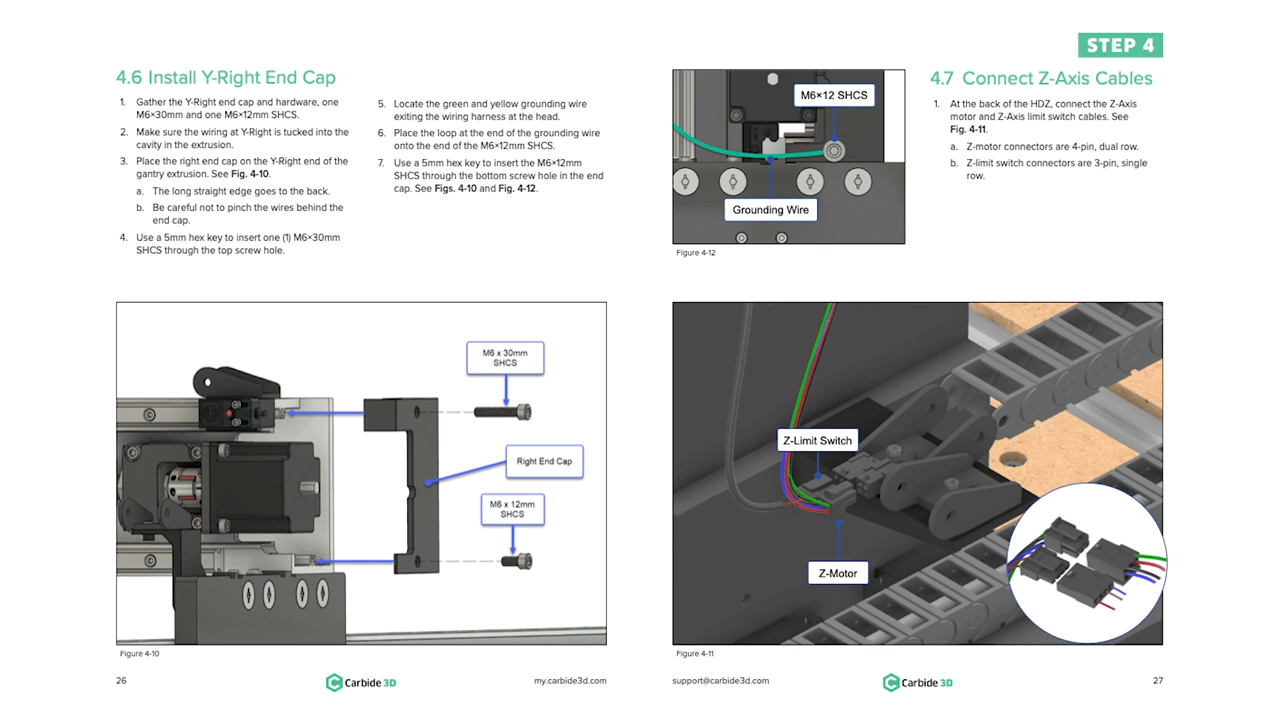 STEP 4
4.6 Install Y-Right End Cap
1. Gather the Y-Right end cap and hardware, one
M6×30mm and one M6×12mm SHCS.
2. Make sure the wiring at Y-Right is tucked into the
cavity in the extrusion.
3. Place the right end cap on the Y-Right end of the
gantry extrusion. See Fig. 4-10.
a. The long straight edge goes to the back.
b. Be careful not to pinch the wires behind the
end cap.
4. Use a 5mm hex key to insert one (1) M6×30mm
SHCS through the top screw hole.
5. Locate the green and yellow grounding wire
exiting the wiring harness at the head.
6. Place the loop at the end of the grounding wire
onto the end of the M6×12mm SHCS.
7. Use a 5mm hex key to insert the M6×12mm
SHCS through the bottom screw hole in the end
cap. See Figs. 4-10 and Fig. 4-12.
M6 x 30mm
SHCS
Right End Cap
M6 x 12mm
SHCS
Figure 4-10
26
Carbide 3D
my.carbide3d.com
M6×12 SHCS
Grounding Wire
Figure 4-12
4.7 Connect Z-Axis Cables
1. At the back of the HDZ, connect the Z-Axis
motor and Z-Axis limit switch cables. See
Fig. 4-11.
a. Z-motor connectors are 4-pin, dual row.
b. Z-limit switch connectors are 3-pin, single
row.
Z-Limit Switch
Z-Motor
Figure 4-11
support@carbide3d.com
Carbide 3D
27